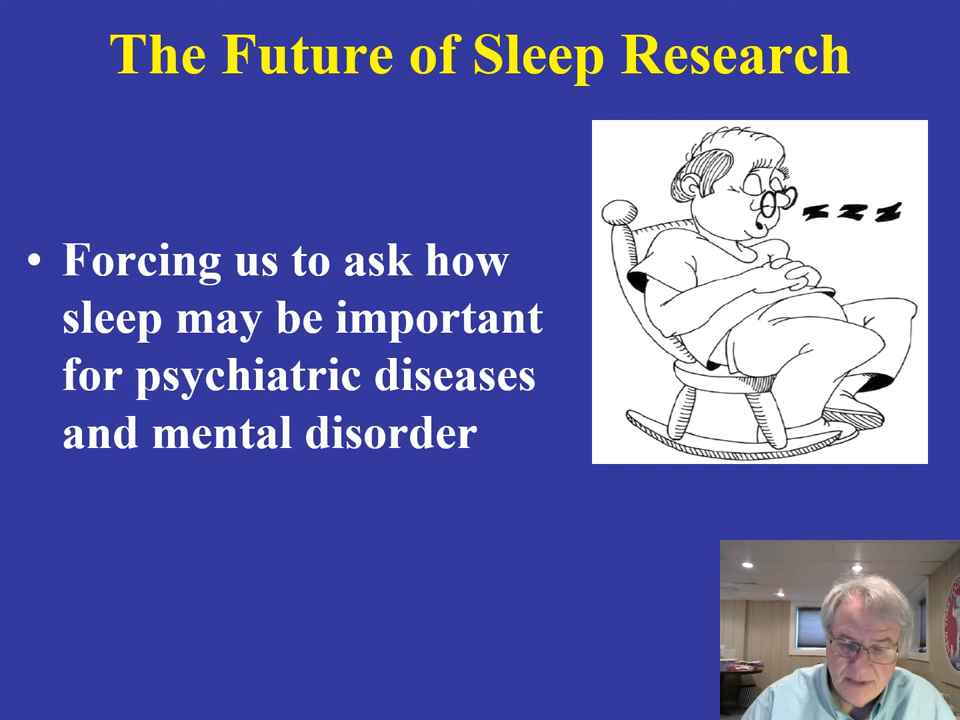 The Future of Sleep Research
• Forcing us to ask how
sleep may be important
for psychiatric diseases
and mental disorder
zzz